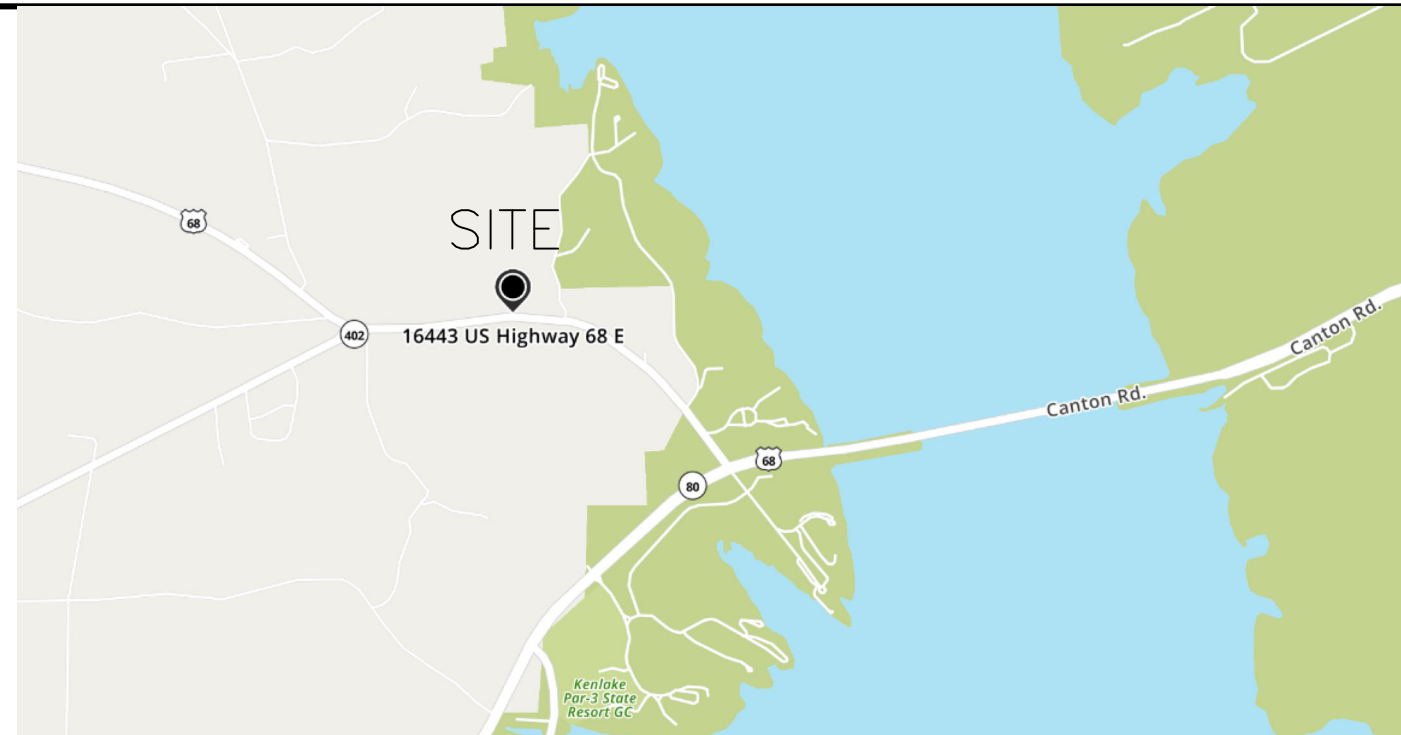 68
SITE
402
16443 US Highway 68 E
Canton Rd.
Canton Rd.
68
80
Kenlake
Par-3 State
Resort GC